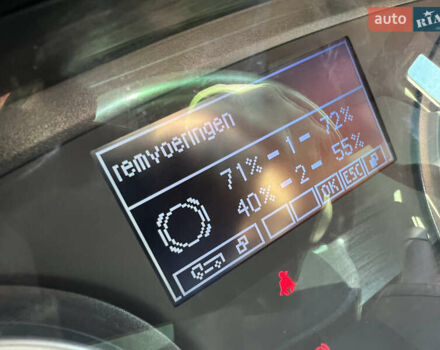 auto RIA
remvoeringen
71%-1-72%
40%-2-55%
OK ESC